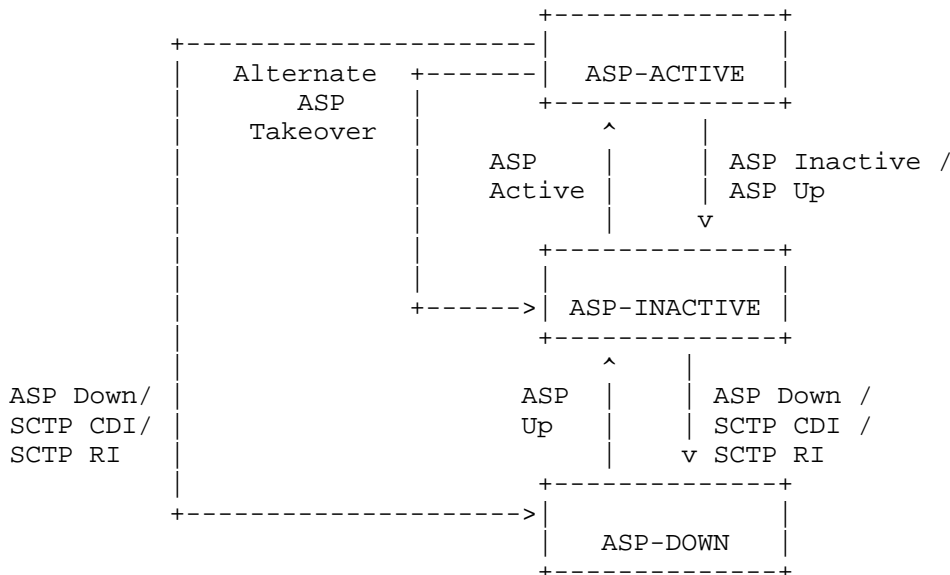 Alternate
ASP-ACTIVE
ASP
Takeover
ASP
ASP Inactive /
Active
ASP Up
ASP-INACTIVE
ASP Down/
ASP
ASP Down /
SCTP CDI/
Up
SCTP CDI /
SCTP RI
SCTP RI
ASP-DOWN